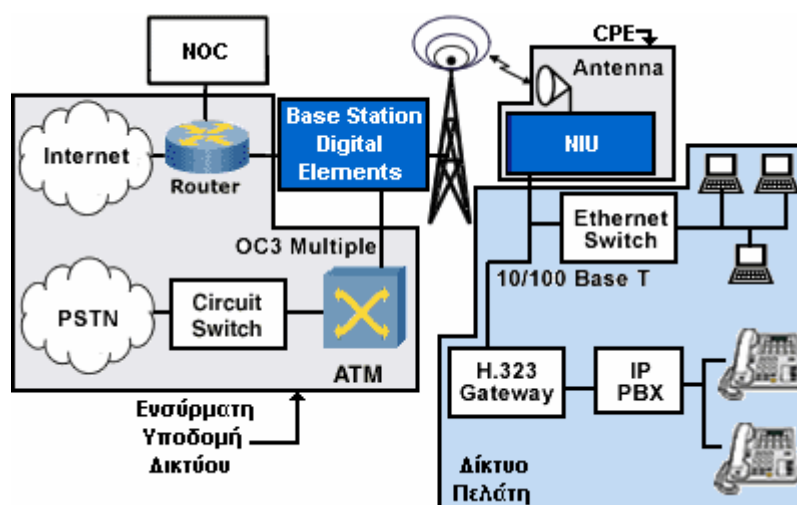 NOC
CPE
Antenna
Internet
Router
Base Station
Digital
Elements
NIU
Ethernet
Switch
OC3 Multiple
10/100 Base T
PSTN
Circuit
Switch
ATM
H.323
Gateway
IP
PBX
Ενσύρματη
Υποδομή
Δικτύου
Δίκτυο
Πελάτη